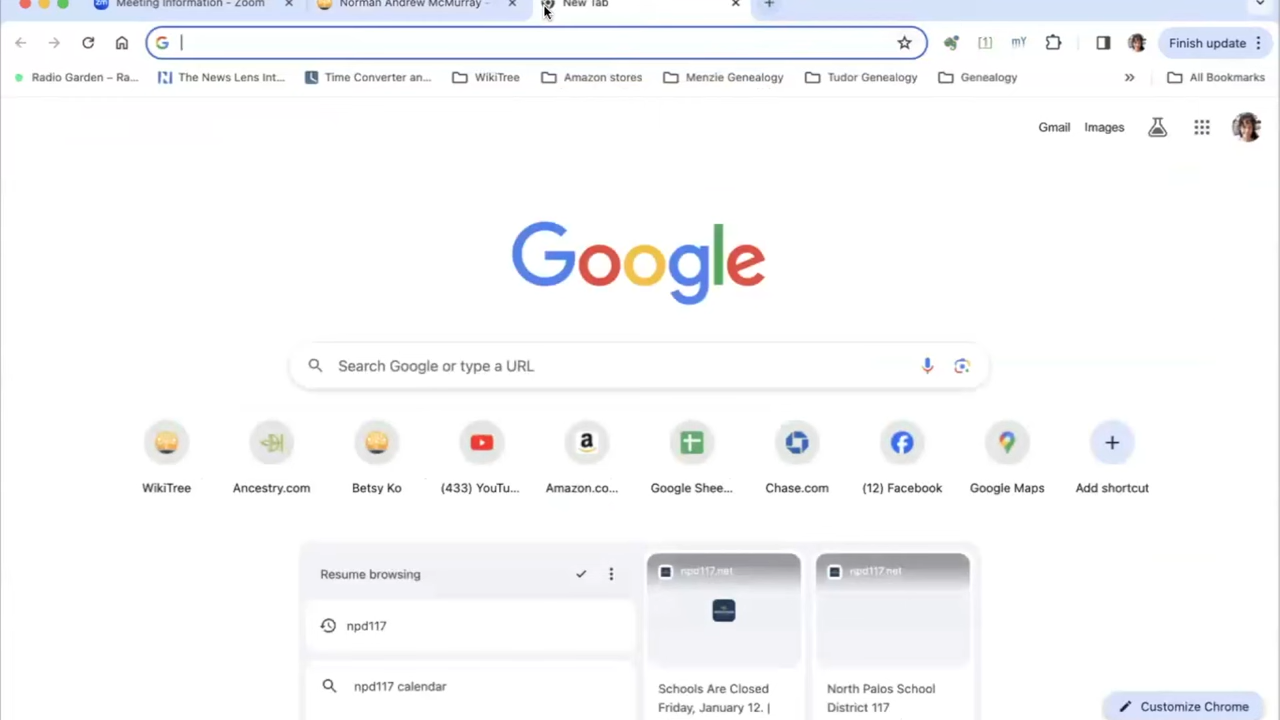 Meeting Information - Zoom
Norman Andrew McMurray -
New Tab
Finish update
Radio Garden – Ra...
The News Lens Int...
Time Converter an...
WikiTree
Amazon stores
Menzie Genealogy
Tudor Genealogy
Genealogy
»
All Bookmarks
Gmail
Images
Google
Search Google or type a URL
WikiTree
Ancestry.com
Betsy Ko
(433) YouTu...
Amazon.co...
Google Shee...
Chase.com
(12) Facebook
Google Maps
Add shortcut
Resume browsing
npd117
npd117 calendar
npd117.net
Schools Are Closed
Friday, January 12. |
npd117.net
North Palos School
District 117
Customize Chrome